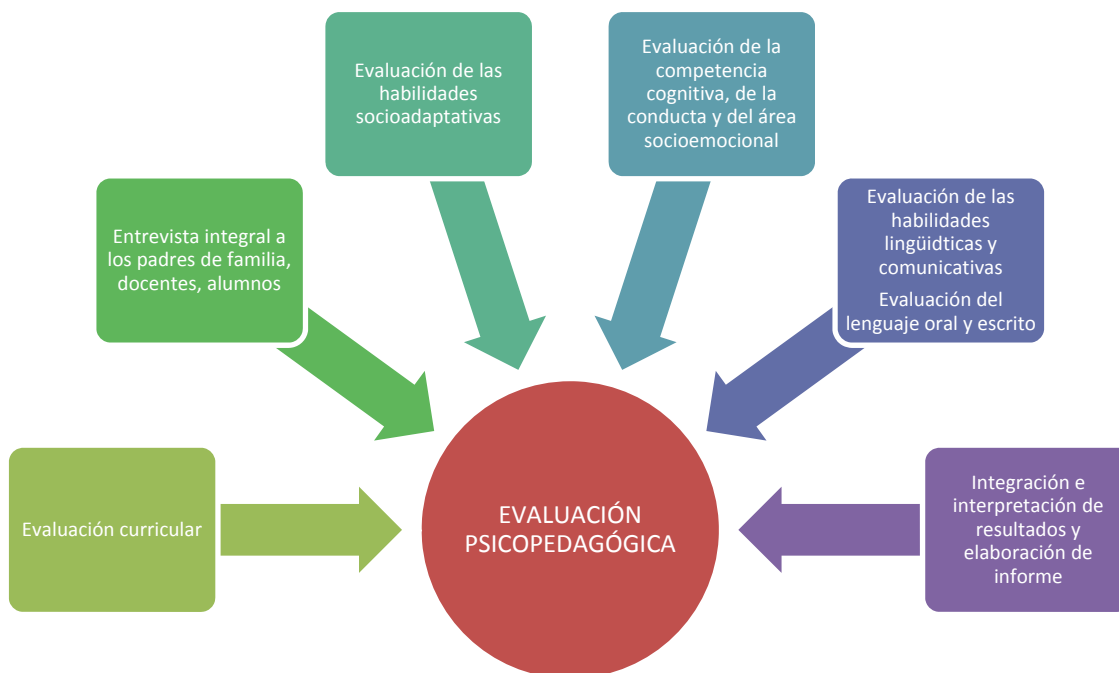 Evaluación de las
habilidades
socioadaptativas
Evaluación de la
competencia
cognitiva, de la
conducta y del área
socioemocional
Entrevista integral a
los padres de familia,
docentes, alumnos
Evaluación de las
habilidades
lingüidticas y
comunicativas
Evaluación del
lenguaje oral y escrito
Evaluación curricular
EVALUACIÓN
PSICOPEDAGÓGICA
Integración e
interpretación de
resultados y
elaboración de
informe